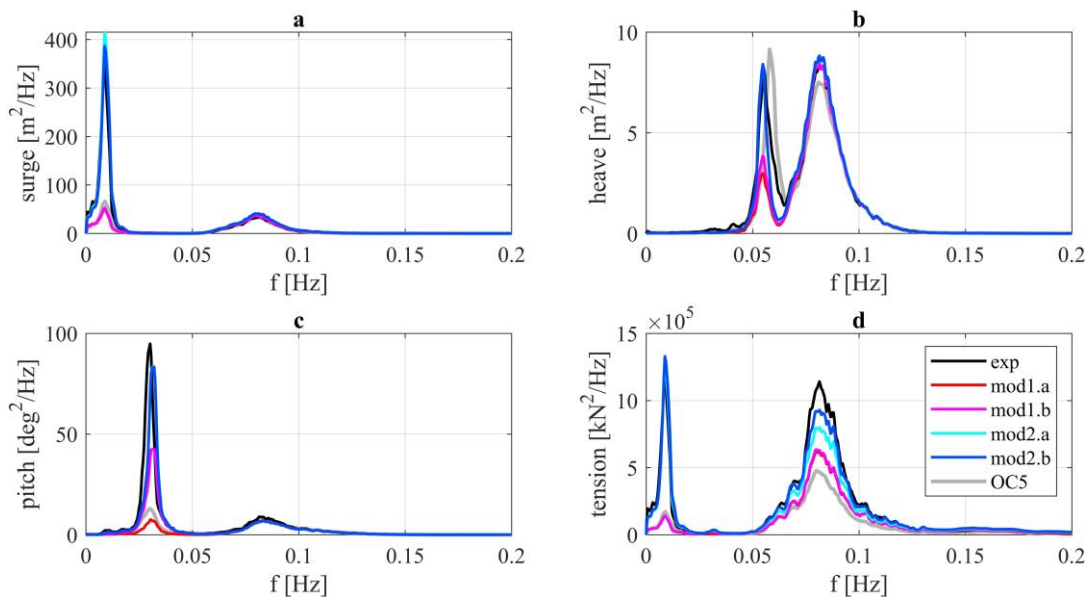 a
surge [m²/Hz]
400
300
200
100
0
0 0.05 0.1 0.15 0.2
f [Hz]
b
heave [m²/Hz]
10
5
0
0 0.05 0.1 0.15 0.2
f [Hz]
c
pitch [deg²/Hz]
100
50
0
0 0.05 0.1 0.15 0.2
f [Hz]
d
×10⁵
tension [kN²/Hz]
15
10
5
0
0 0.05 0.1 0.15 0.2
f [Hz]
exp
mod1.a
mod1.b
mod2.a
mod2.b
OC5